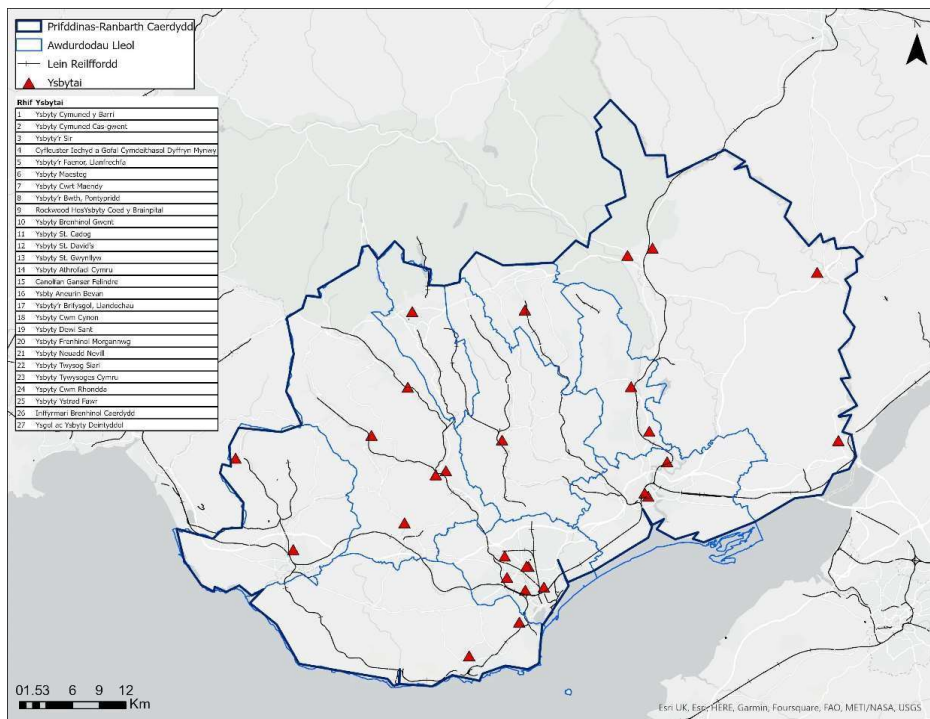 Prifddinas-Ranbarth Caerdydd
Awdurdodau Lleol
Lein Reilffordd
Ysbytai
Rhif Ysbytai
1 Ysbyty Cymuned y Barri
2 Ysbyty Cymuned Cas-gwent
3 Ysbyty'r Sir
4 Cyfleuster Iechyd a Gofal Cymdeithasol Dyffryn Mynwy
5 Ysbyty'r Faenor, Llanfrechfa
6 Ysbyty Maesteg
7 Ysbyty Cwrt Maendy
8 Ysbyty'r Bwth, Pontypridd
9 Rookwood HosYsbyty Coed y Brainpital
10 Ysbyty Brenhinol Gwent
11 Ysbyty St. Cadog
12 Ysbyty St. David's
13 Ysbyty St. Gwynllyw
14 Ysbyty Athrofaol Cymru
15 Canolfan Ganser Felindre
16 Ysbty Aneurin Bevan
17 Ysbyty'r Brifysgol, Llandochau
18 Ysbyty Cwm Cynon
19 Ysbyty Dewi Sant
20 Ysbyty Frenhinol Morgannwg
21 Ysbyty Neuadd Nevill
22 Ysbyty Twysog Siarl
23 Ysbyty Tywysoges Cymru
24 Ysbyty Cwm Rhondda
25 Ysbyty Ystrad Fawr
26 Inffyrmari Brenhinol Caerdydd
27 Ysgol ac Ysbyty Deintyddol
N
01.53 6 9 12
Km
Esri UK, Esri, HERE, Garmin, Foursquare, FAO, METI/NASA, USGS